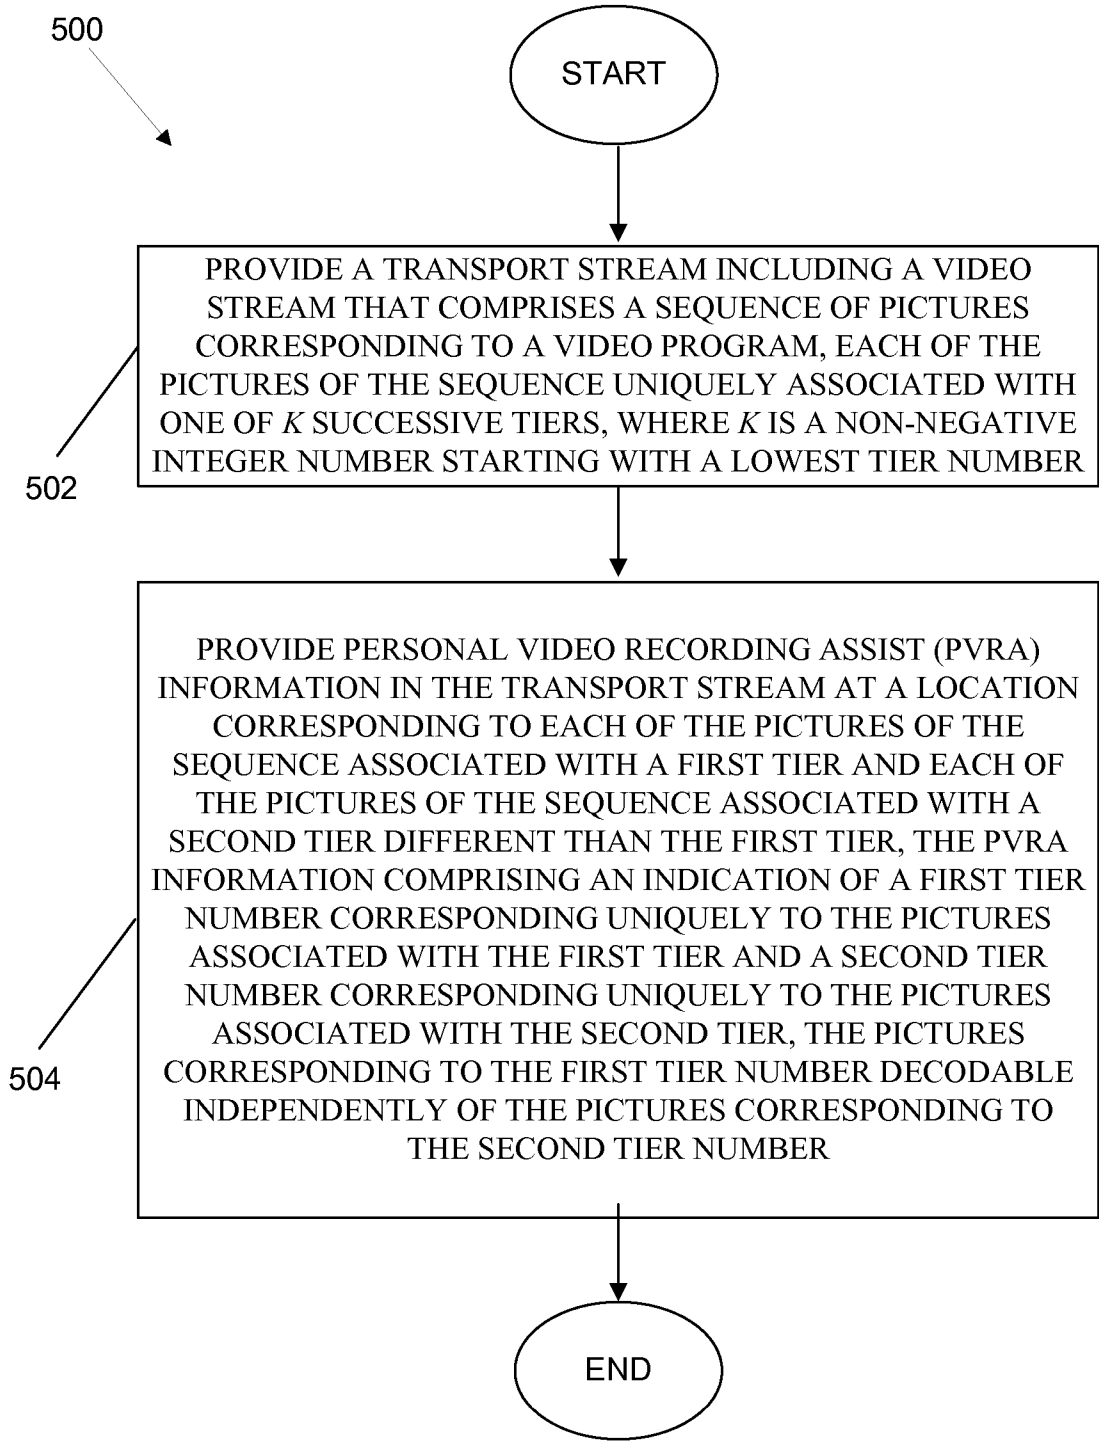 500
START
PROVIDE A TRANSPORT STREAM INCLUDING A VIDEO
STREAM THAT COMPRISES A SEQUENCE OF PICTURES
CORRESPONDING TO A VIDEO PROGRAM, EACH OF THE
PICTURES OF THE SEQUENCE UNIQUELY ASSOCIATED WITH
ONE OF K SUCCESSIVE TIERS, WHERE K IS A NON-NEGATIVE
INTEGER NUMBER STARTING WITH A LOWEST TIER NUMBER
502
PROVIDE PERSONAL VIDEO RECORDING ASSIST (PVRA)
INFORMATION IN THE TRANSPORT STREAM AT A LOCATION
CORRESPONDING TO EACH OF THE PICTURES OF THE
SEQUENCE ASSOCIATED WITH A FIRST TIER AND EACH OF
THE PICTURES OF THE SEQUENCE ASSOCIATED WITH A
SECOND TIER DIFFERENT THAN THE FIRST TIER, THE PVRA
INFORMATION COMPRISING AN INDICATION OF A FIRST TIER
NUMBER CORRESPONDING UNIQUELY TO THE PICTURES
ASSOCIATED WITH THE FIRST TIER AND A SECOND TIER
NUMBER CORRESPONDING UNIQUELY TO THE PICTURES
ASSOCIATED WITH THE SECOND TIER, THE PICTURES
CORRESPONDING TO THE FIRST TIER NUMBER DECODABLE
INDEPENDENTLY OF THE PICTURES CORRESPONDING TO
THE SECOND TIER NUMBER
504
END